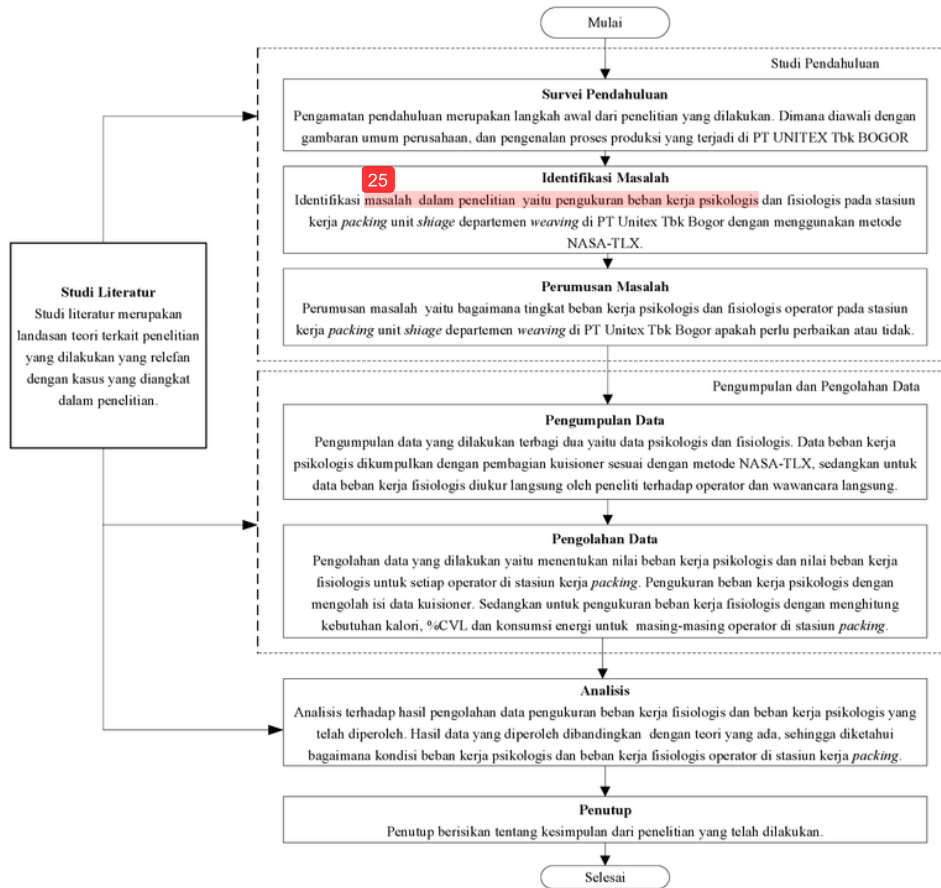 Mulai
Studi Pendahuluan
Survei Pendahuluan
Pengamatan pendahuluan merupakan langkah awal dari penelitian yang dilakukan. Dimana diawali dengan
gambaran umum perusahaan, dan pengenalan proses produksi yang terjadi di PT UNITEX Tbk BOGOR
25
Identifikasi Masalah
Identifikasi masalah dalam penelitian yaitu pengukuran beban kerja psikologis dan fisiologis pada stasiun
kerja packing unit shiage departemen weaving di PT Unitex Tbk Bogor dengan menggunakan metode
NASA-TLX.
Perumusan Masalah
Perumusan masalah yaitu bagaimana tingkat beban kerja psikologis dan fisiologis operator pada stasiun
kerja packing unit shiage departemen weaving di PT Unitex Tbk Bogor apakah perlu perbaikan atau tidak.
Studi Literatur
Studi literatur merupakan
landasan teori terkait penelitian
yang dilakukan yang relefan
dengan kasus yang diangkat
dalam penelitian.
Pengumpulan dan Pengolahan Data
Pengumpulan Data
Pengumpulan data yang dilakukan terbagi dua yaitu data psikologis dan fisiologis. Data beban kerja
psikologis dikumpulkan dengan pembagian kuisioner sesuai dengan metode NASA-TLX, sedangkan untuk
data beban kerja fisiologis diukur langsung oleh peneliti terhadap operator dan wawancara langsung.
Pengolahan Data
Pengolahan data yang dilakukan yaitu menentukan nilai beban kerja psikologis dan nilai beban kerja
fisiologis untuk setiap operator di stasiun kerja packing. Pengukuran beban kerja psikologis dengan
mengolah isi data kuisioner. Sedangkan untuk pengukuran beban kerja fisiologis dengan menghitung
kebutuhan kalori, %CVL dan konsumsi energi untuk masing-masing operator di stasiun packing.
Analisis
Analisis terhadap hasil pengolahan data pengukuran beban kerja fisiologis dan beban kerja psikologis yang
telah diperoleh. Hasil data yang diperoleh dibandingkan dengan teori yang ada, sehingga diketahui
bagaimana kondisi beban kerja psikologis dan beban kerja fisiologis operator di stasiun kerja packing.
Penutup
Penutup berisikan tentang kesimpulan dari penelitian yang telah dilakukan.
Selesai